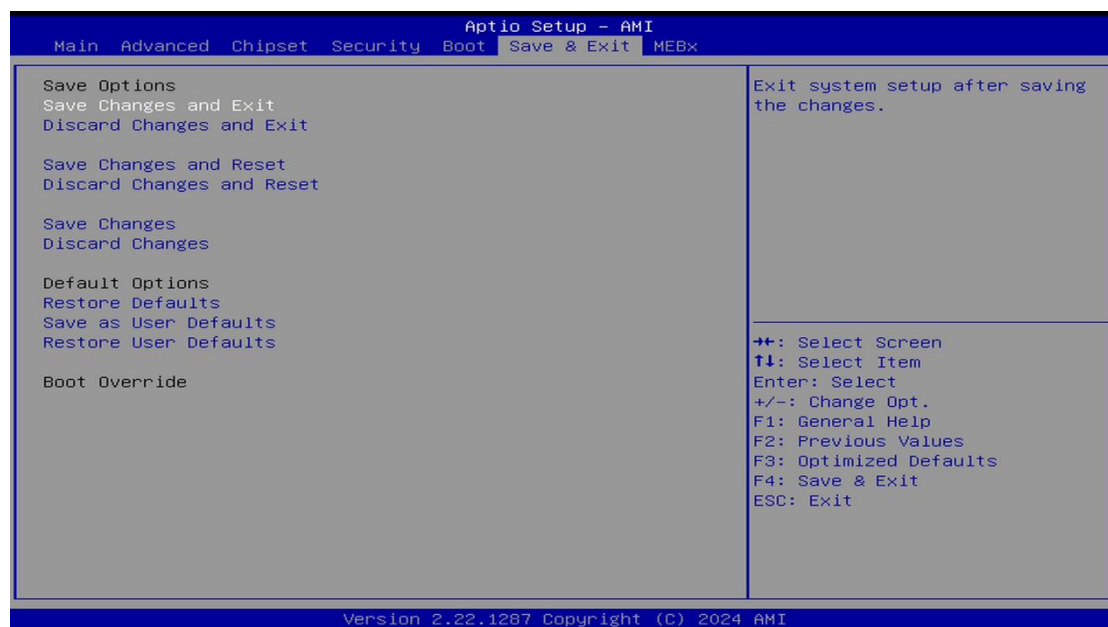 Aptio Setup – AMI
Main Advanced Chipset Security Boot Save & Exit MEBx
Save Options
Save Changes and Exit
Discard Changes and Exit
Save Changes and Reset
Discard Changes and Reset
Save Changes
Discard Changes
Default Options
Restore Defaults
Save as User Defaults
Restore User Defaults
Boot Override
Exit system setup after saving
the changes.
→←: Select Screen
↑↓: Select Item
Enter: Select
+/-: Change Opt.
F1: General Help
F2: Previous Values
F3: Optimized Defaults
F4: Save & Exit
ESC: Exit
Version 2.22.1287 Copyright (C) 2024 AMI